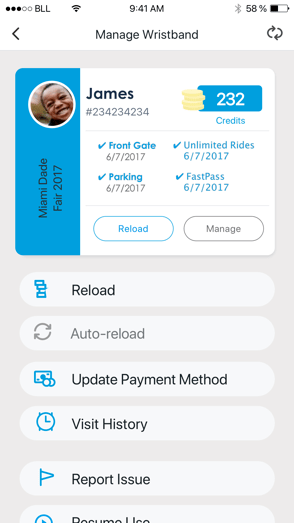 ●●●○○ BLL 9:41 AM 58 %
Manage Wristband
James
#234234234
232
Credits
✔ Front Gate
6/7/2017
✔ Unlimited Rides
6/7/2017
✔ Parking
6/7/2017
✔ FastPass
6/7/2017
Miami Dade
Fair 2017
Reload
Manage
Reload
Auto-reload
Update Payment Method
Visit History
Report Issue
Resume Use